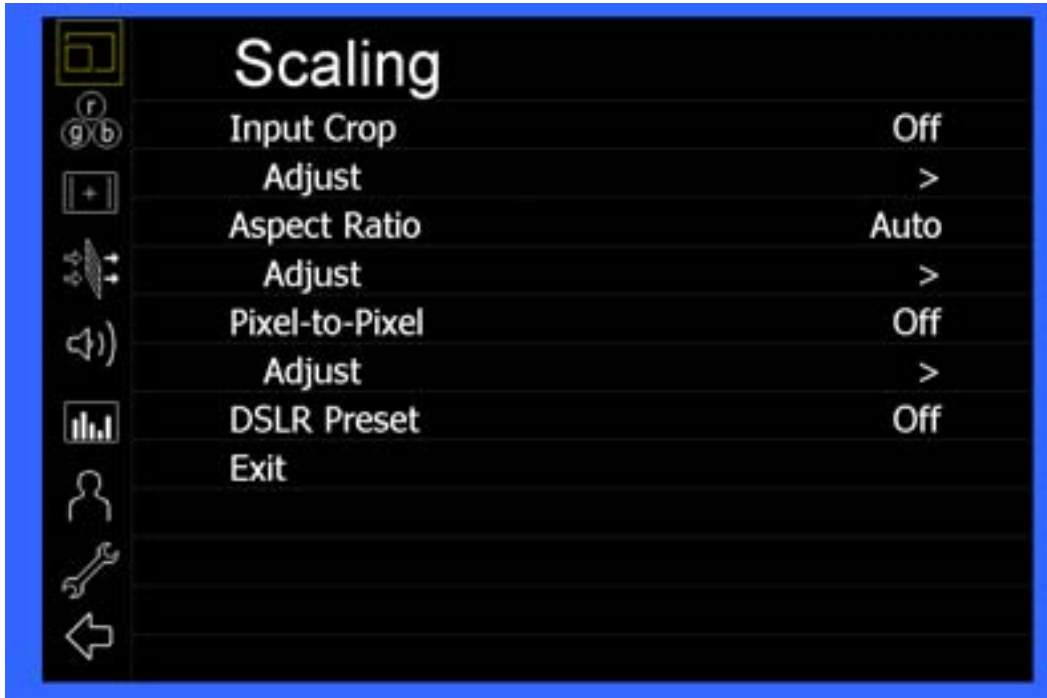 Scaling
r
g b
Input Crop Off
Adjust >
Aspect Ratio Auto
Adjust >
Pixel-to-Pixel Off
Adjust >
DSLR Preset Off
Exit